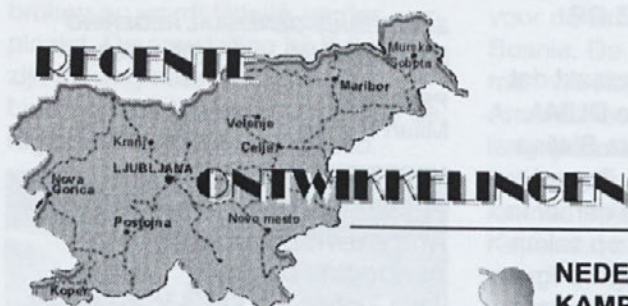 RECENTE
Murska
Sobota
Maribor
Velenje
Celje
Kranj
LJUBLJANA
ONTWIKKELINGEN
Nova
Gorica
Postojna
Novo mesto
Koper
NEDE
KAMP